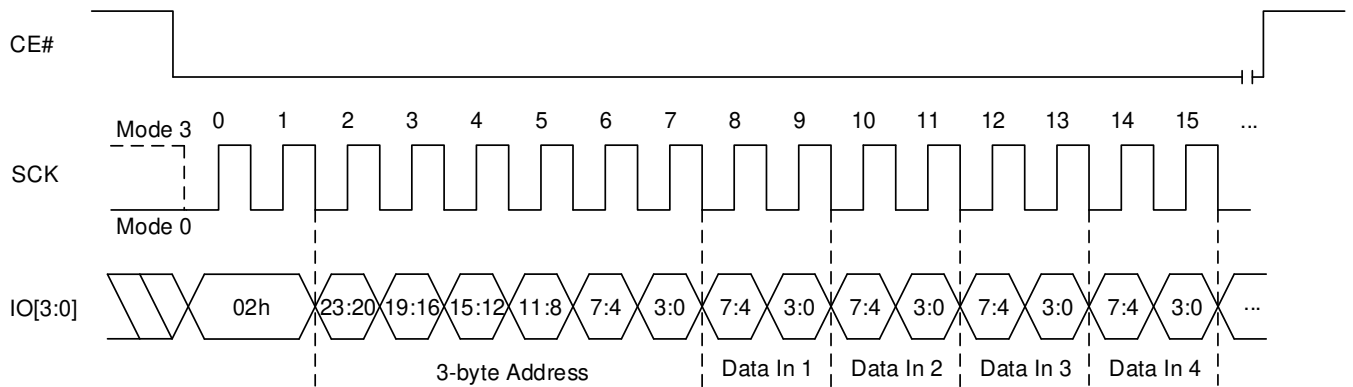 CE#
Mode 3 0 1 2 3 4 5 6 7 8 9 10 11 12 13 14 15 ...
SCK
Mode 0
IO[3:0] 02h 23:20 19:16 15:12 11:8 7:4 3:0 7:4 3:0 7:4 3:0 7:4 3:0 7:4 3:0 ...
3-byte Address Data In 1 Data In 2 Data In 3 Data In 4